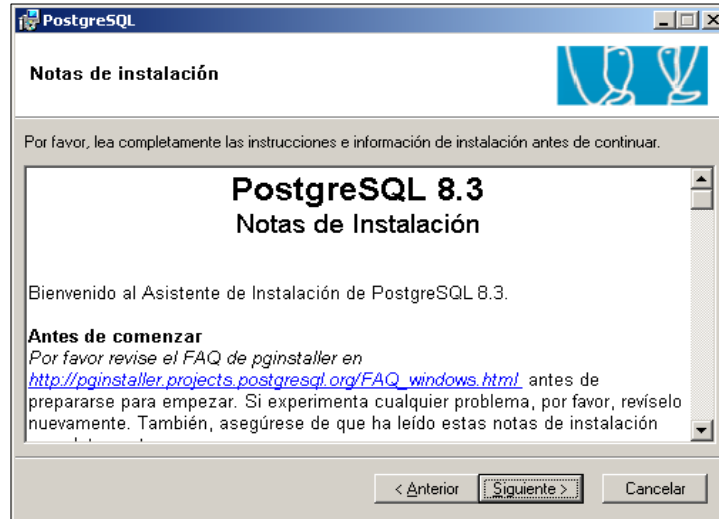 PostgreSQL
Notas de instalación
Por favor, lea completamente las instrucciones e información de instalación antes de continuar.
PostgreSQL 8.3
Notas de Instalación
Bienvenido al Asistente de Instalación de PostgreSQL 8.3.
Antes de comenzar
Por favor revise el FAQ de pginstaller en
http://pginstaller.projects.postgresql.org/FAQ_windows.html antes de
prepararse para empezar. Si experimenta cualquier problema, por favor, revíselo
nuevamente. También, asegúrese de que ha leído estas notas de instalación
< Anterior Siguiente > Cancelar